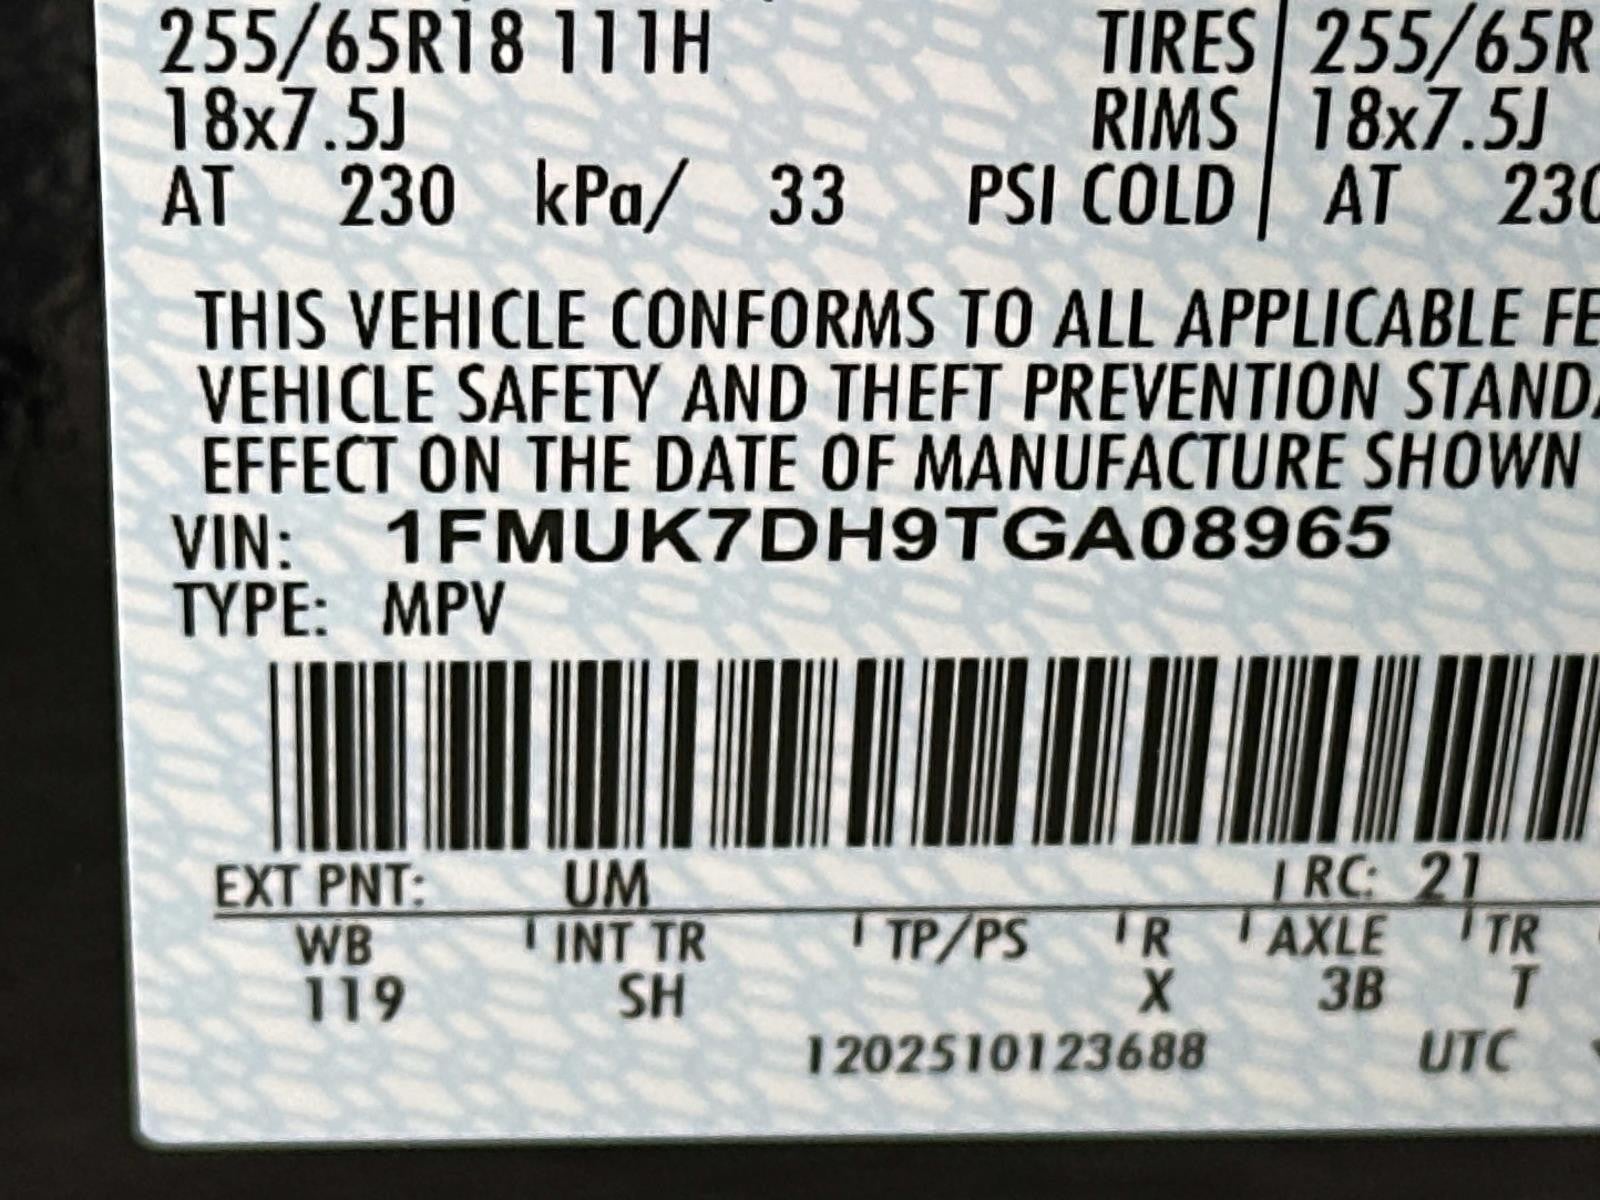 255/65R18 111H TIRES 255/65R
18x7.5J RIMS 18x7.5J
AT 230 kPa/ 33 PSI COLD AT 230
THIS VEHICLE CONFORMS TO ALL APPLICABLE FE
VEHICLE SAFETY AND THEFT PREVENTION STANDA
EFFECT ON THE DATE OF MANUFACTURE SHOWN
VIN: 1FMUK7DH9TGA08965
TYPE: MPV
EXT PNT: UM RC: 21
WB INT TR TP/PS R AXLE TR
119 SH X 3B T
1202510123688 UTC